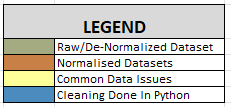 LEGEND
Raw/De-Normalized Dataset
Normalised Datasets
Common Data Issues
Cleaning Done In Python